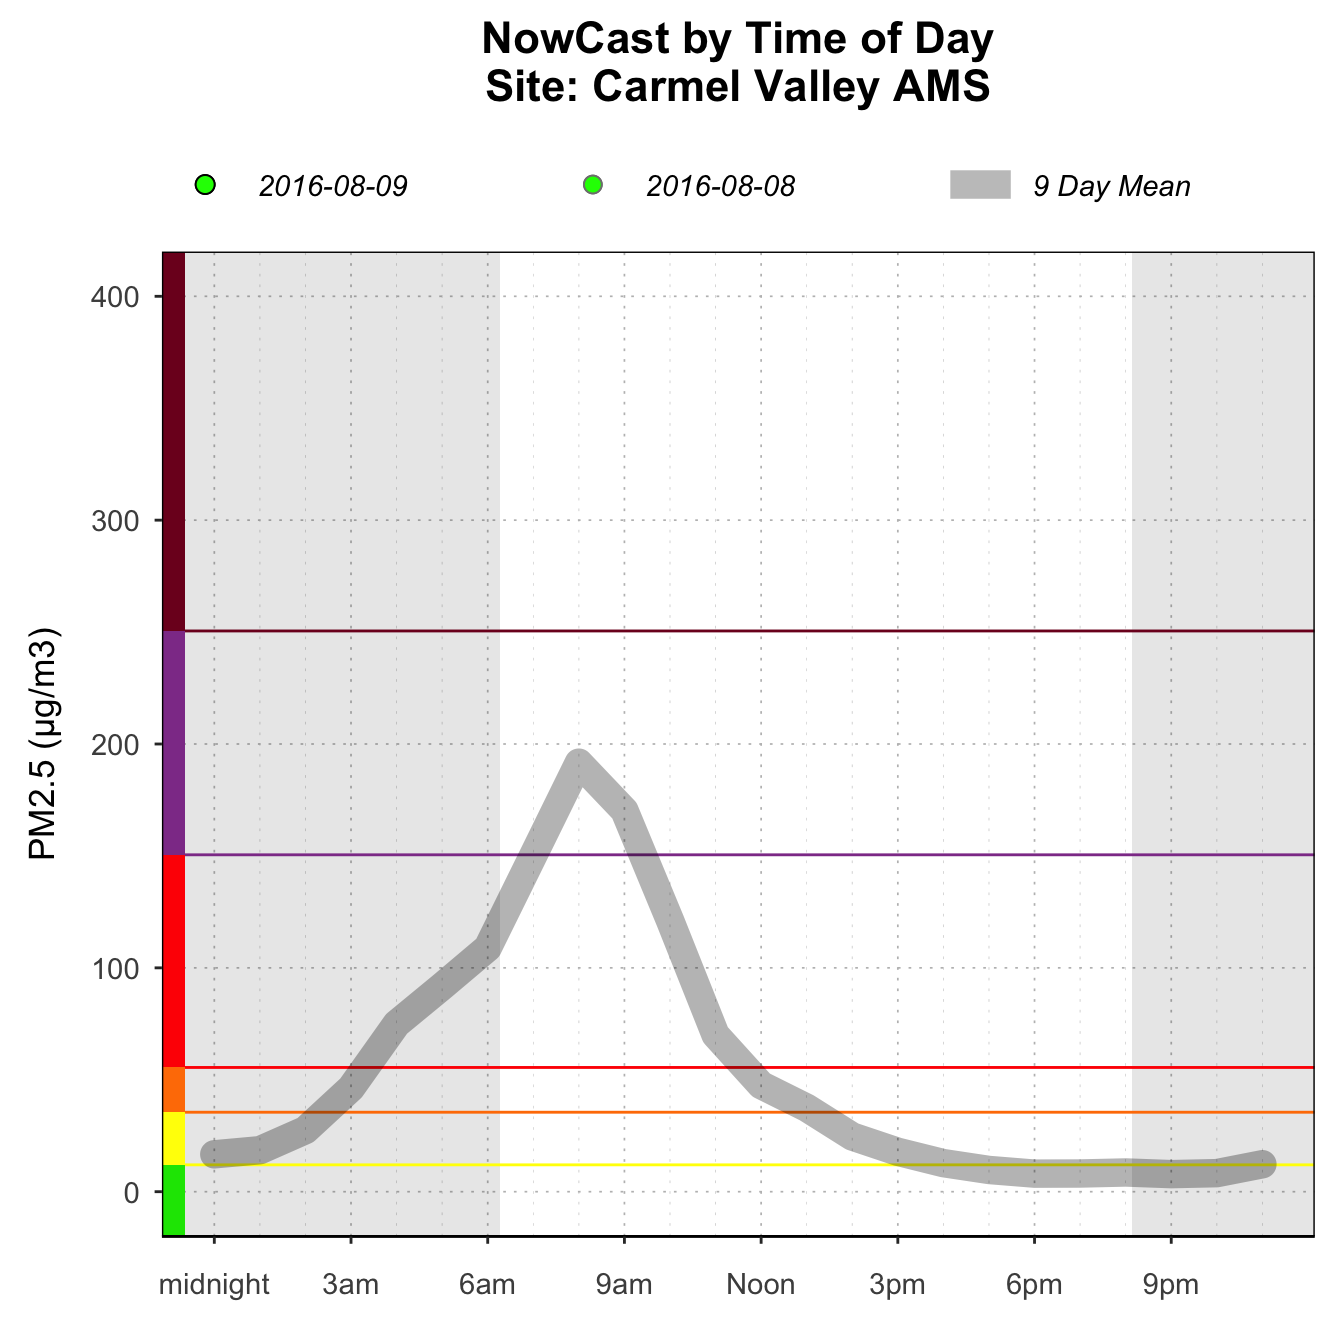 NowCast by Time of Day
Site: Carmel Valley AMS
2016-08-09 2016-08-08 9 Day Mean
400
300
200
100
0
PM2.5 (µg/m3)
midnight 3am 6am 9am Noon 3pm 6pm 9pm